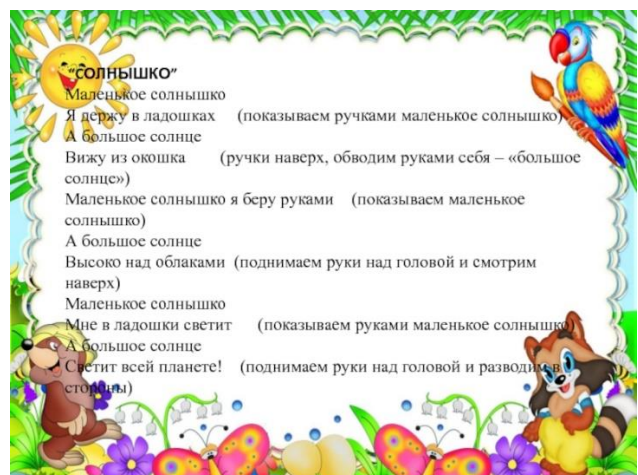 "СОЛНЫШКО"
Маленькое солнышко
Я держу в ладошках (показываем ручками маленькое солнышко)
А большое солнце
Вижу из окошка (ручки наверх, обводим руками себя – «большое
солнце»)
Маленькое солнышко я беру руками (показываем маленькое
солнышко)
А большое солнце
Высоко над облаками (поднимаем руки над головой и смотрим
наверх)
Маленькое солнышко
Мне в ладошки светит (показываем руками маленькое солнышко)
А большое солнце
Светит всей планете! (поднимаем руки над головой и разводим в
стороны)